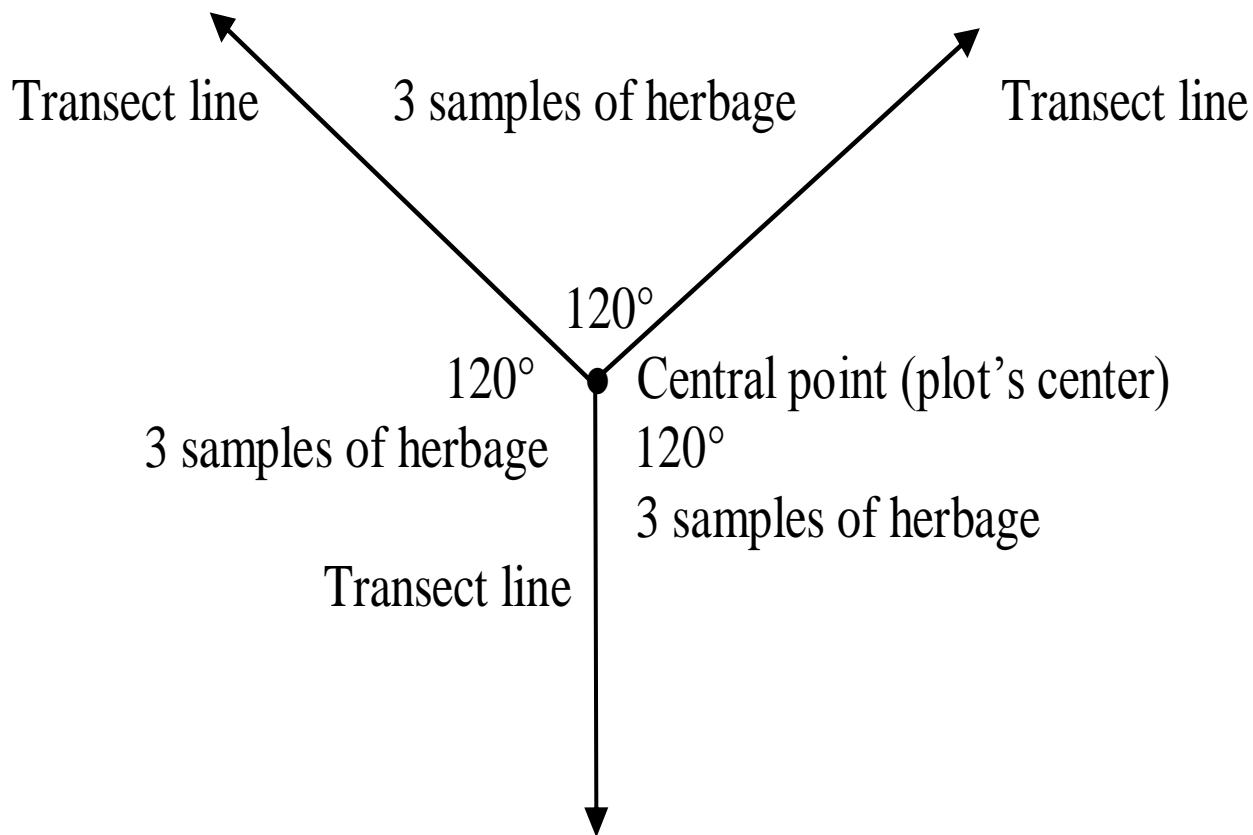 Transect line
3 samples of herbage
Transect line
120°
120°
Central point (plot’s center)
3 samples of herbage
120°
3 samples of herbage
Transect line